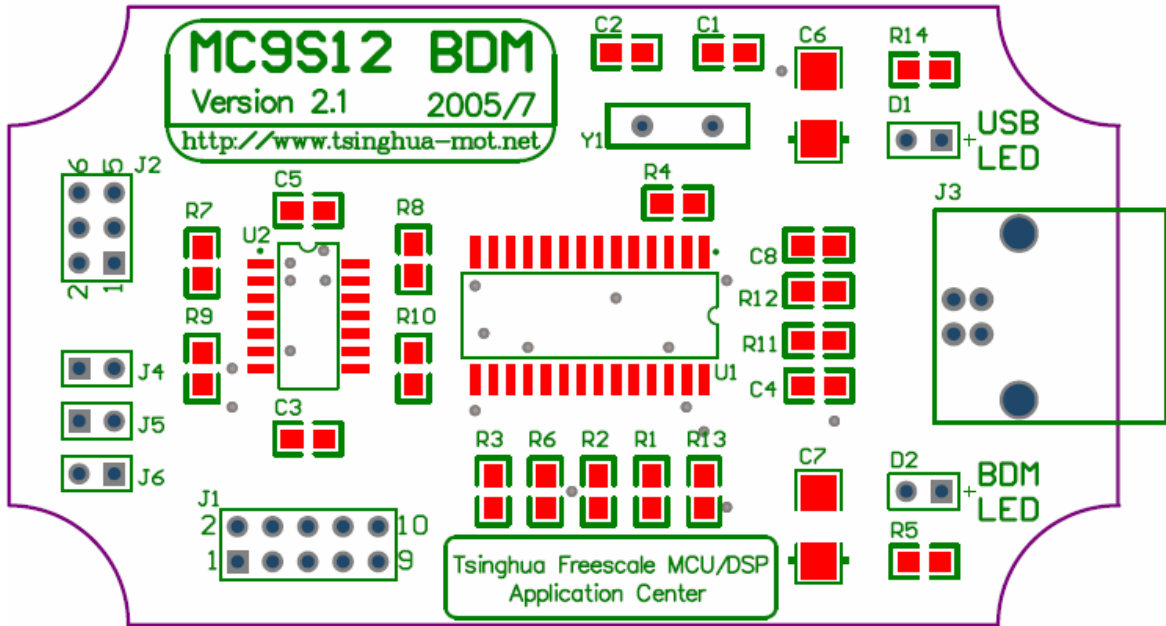 MC9S12 BDM
Version 2.1 2005/7
http://www.tsinghua-mot.net
C2
C1
C6
R14
D1
+
USB
LED
Y1
6 5
J2
2 1
C5
R7
U2
R8
R4
J3
C8
R12
R11
C4
U1
R9
R10
J4
J5
J6
C3
R3
R6
R2
R1
R13
C7
D2
+
BDM
LED
R5
J1
2
10
1
9
Tsinghua Freescale MCU/DSP
Application Center